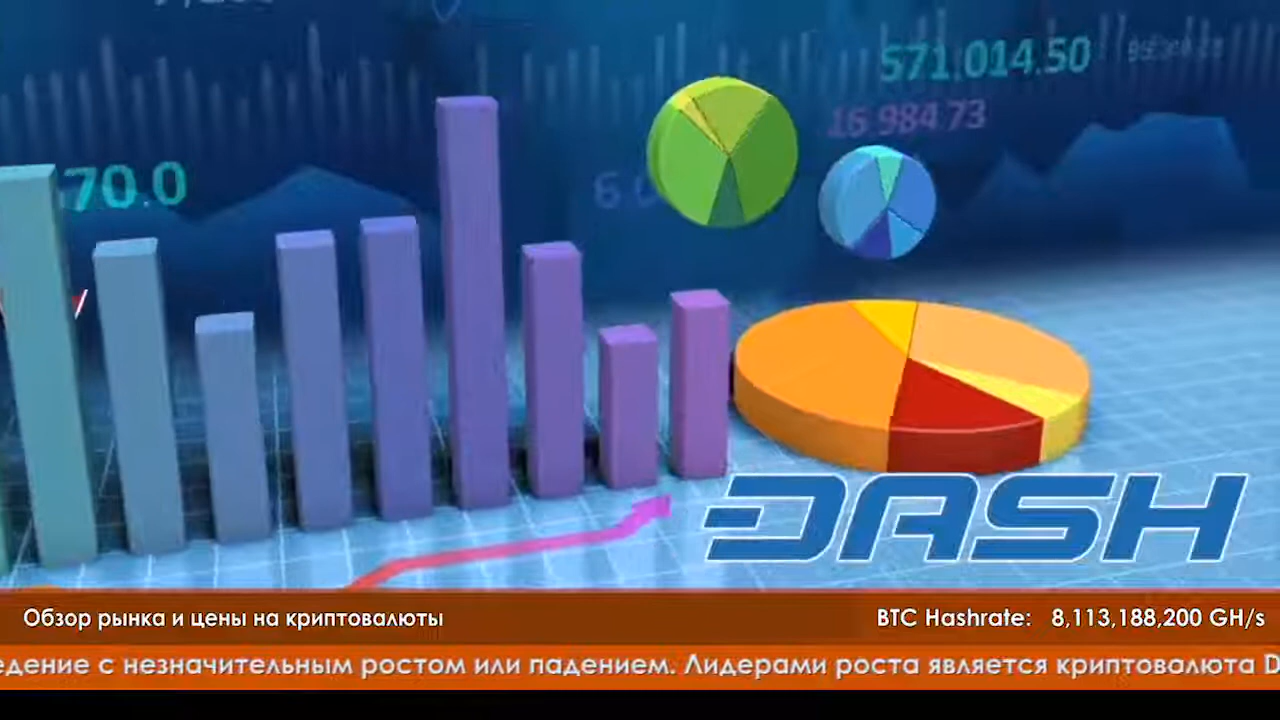 571,014.50
16 984.73
70.0
DASH
Обзор рынка и цены на криптовалюты
BTC Hashrate: 8,113,188,200 GH/s
едение с незначительным ростом или падением. Лидерами роста является криптовалюта D